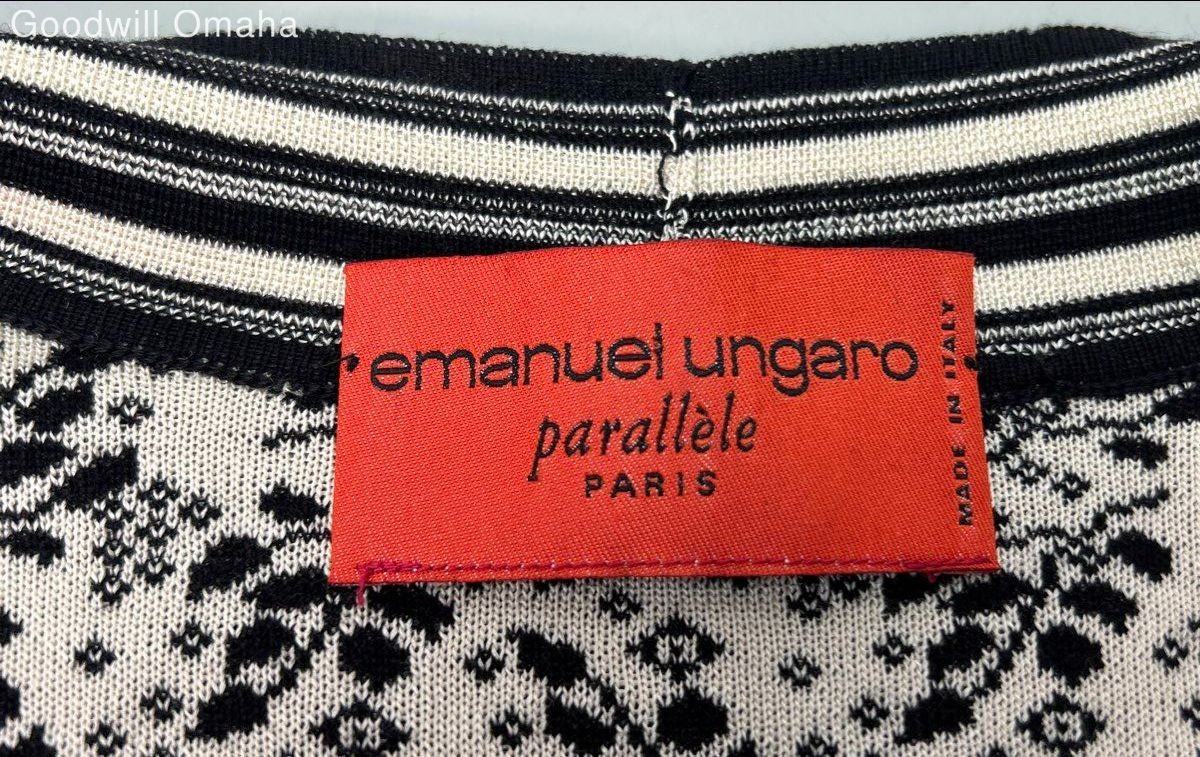 Goodwill Omaha
emanuel ungaro
parallèle
PARIS
MADE IN ITALY